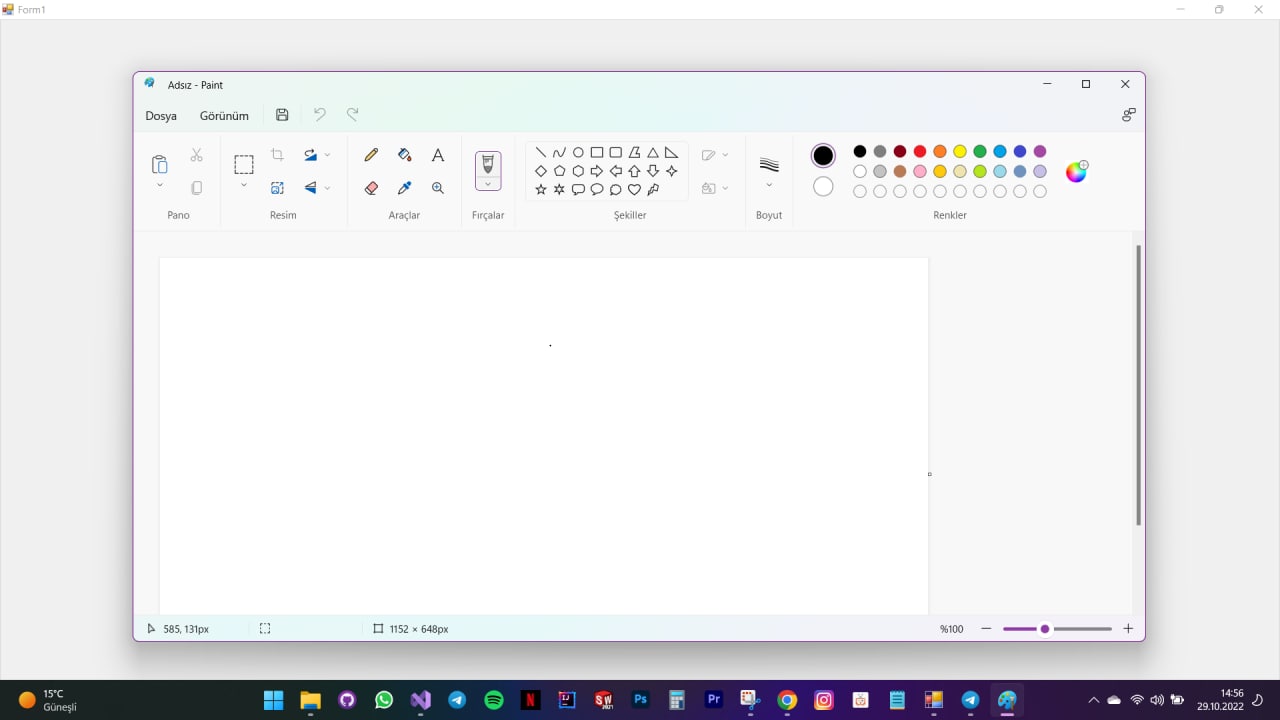 Form1
Adsız - Paint
Dosya
Görünüm
Pano
Resim
Araçlar
Fırçalar
Şekiller
Boyut
Renkler
585, 131px
1152 × 648px
%100
15°C
Güneşli
14:56
29.10.2022